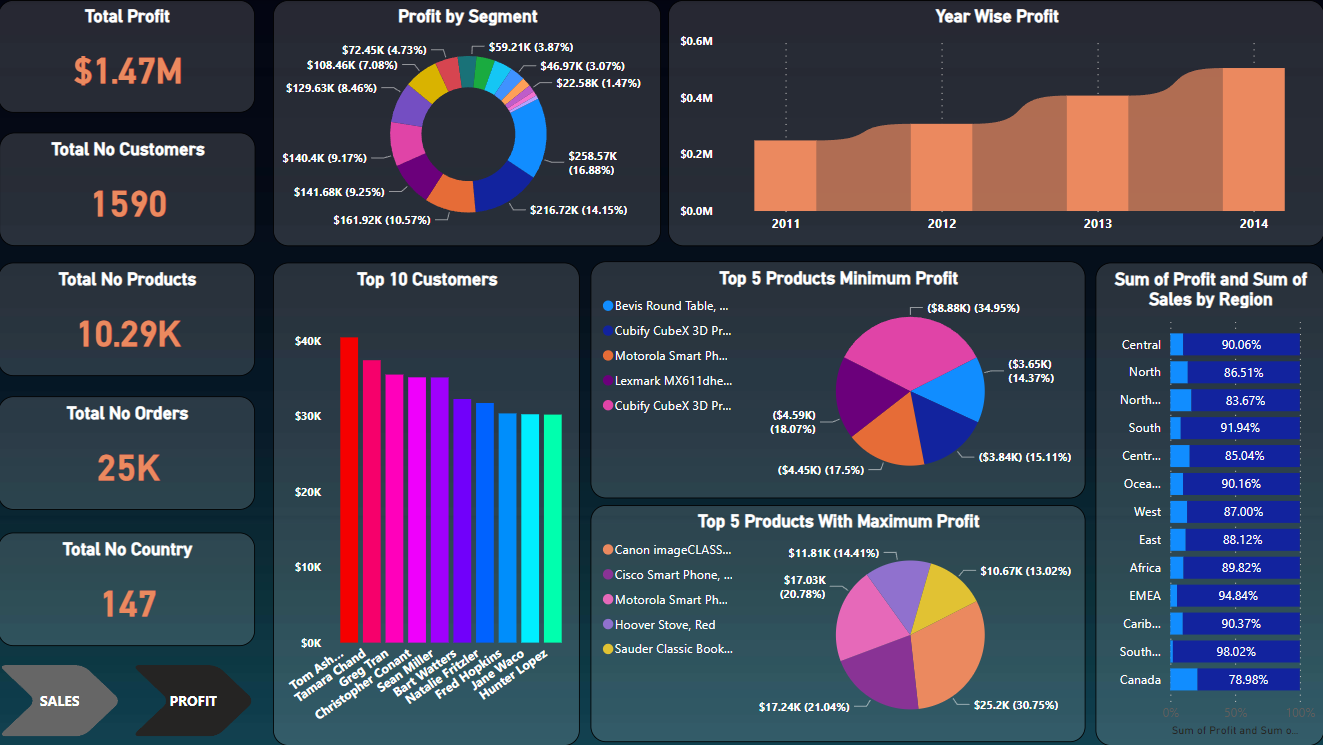 Total Profit
$1.47M
Total No Customers
1590
Total No Products
10.29K
Total No Orders
25K
Total No Country
147
SALES
PROFIT
Profit by Segment
$72.45K (4.73%)
$59.21K (3.87%)
$108.46K (7.08%)
$46.97K (3.07%)
$129.63K (8.46%)
$22.58K (1.47%)
$140.4K (9.17%)
$258.57K
(16.88%)
$141.68K (9.25%)
$216.72K (14.15%)
$161.92K (10.57%)
Year Wise Profit
$0.6M
$0.4M
$0.2M
$0.0M
2011
2012
2013
2014
Top 10 Customers
$40K
$30K
$20K
$10K
$0K
Tom Ash...
Tamara Chand
Greg Tran
Christopher Conant
Sean Miller
Bart Watters
Natalie Fritzler
Fred Hopkins
Jane Waco
Hunter Lopez
Top 5 Products Minimum Profit
Bevis Round Table, ...
Cubify CubeX 3D Pr...
Motorola Smart Ph...
Lexmark MX611dhe...
Cubify CubeX 3D Pr...
($8.88K) (34.95%)
($3.65K)
(14.37%)
($4.59K)
(18.07%)
($3.84K) (15.11%)
($4.45K) (17.5%)
Top 5 Products With Maximum Profit
Canon imageCLASS...
Cisco Smart Phone, ...
Motorola Smart Ph...
Hoover Stove, Red
Sauder Classic Book...
$11.81K (14.41%)
$10.67K (13.02%)
$17.03K
(20.78%)
$17.24K (21.04%)
$25.2K (30.75%)
Sum of Profit and Sum of
Sales by Region
Central 90.06%
North 86.51%
North... 83.67%
South 91.94%
Centr... 85.04%
Ocea... 90.16%
West 87.00%
East 88.12%
Africa 89.82%
EMEA 94.84%
Carib... 90.37%
South... 98.02%
Canada 78.98%
0% 50% 100%
Sum of Profit and Sum o...